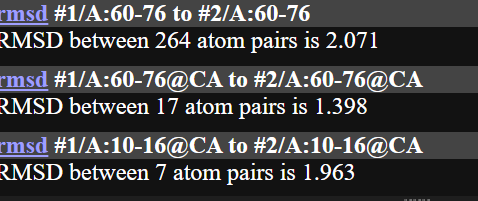 rmsd #1/A:60-76 to #2/A:60-76
RMSD between 264 atom pairs is 2.071
rmsd #1/A:60-76@CA to #2/A:60-76@CA
RMSD between 17 atom pairs is 1.398
rmsd #1/A:10-16@CA to #2/A:10-16@CA
RMSD between 7 atom pairs is 1.963